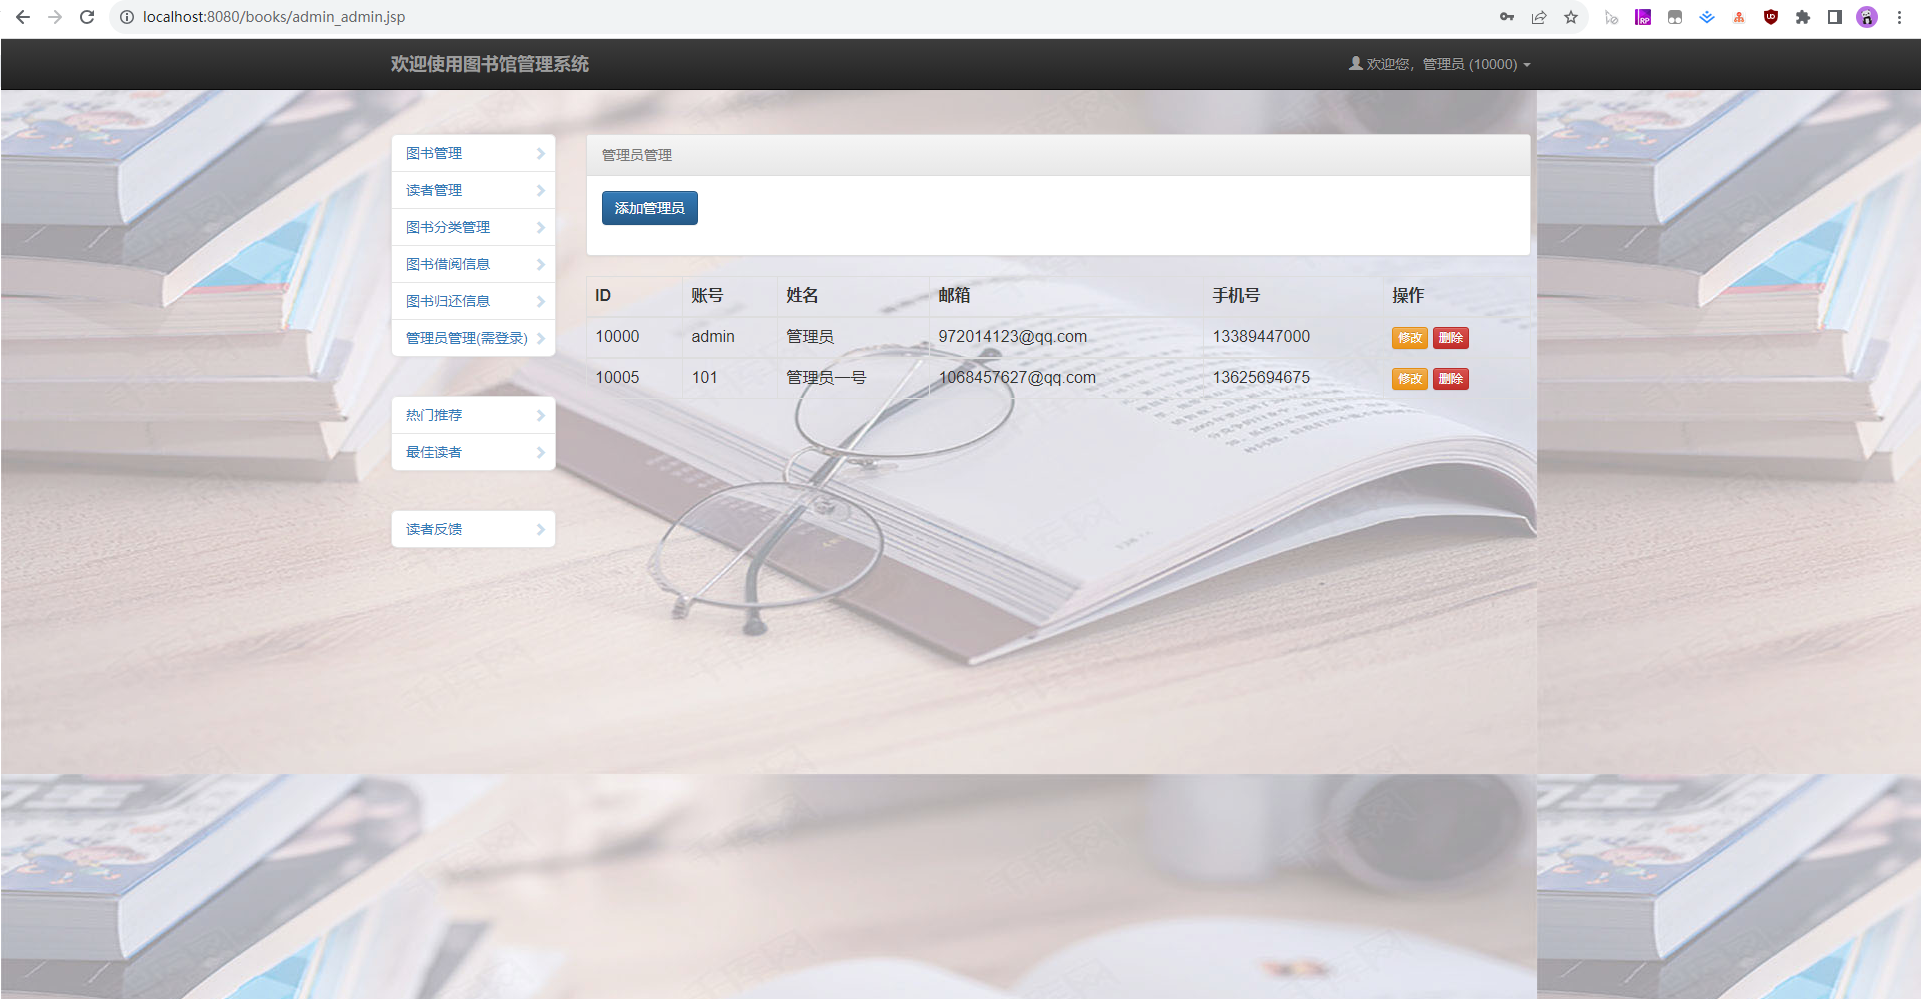 localhost:8080/books/admin_admin.jsp
欢迎使用图书馆管理系统
欢迎您，管理员 (10000)
图书管理
读者管理
图书分类管理
图书借阅信息
图书归还信息
管理员管理(需登录)
热门推荐
最佳读者
读者反馈
管理员管理
添加管理员
ID 账号 姓名 邮箱 手机号 操作
10000 admin 管理员 972014123@qq.com 13389447000 修改 删除
10005 101 管理员一号 1068457627@qq.com 13625694675 修改 删除